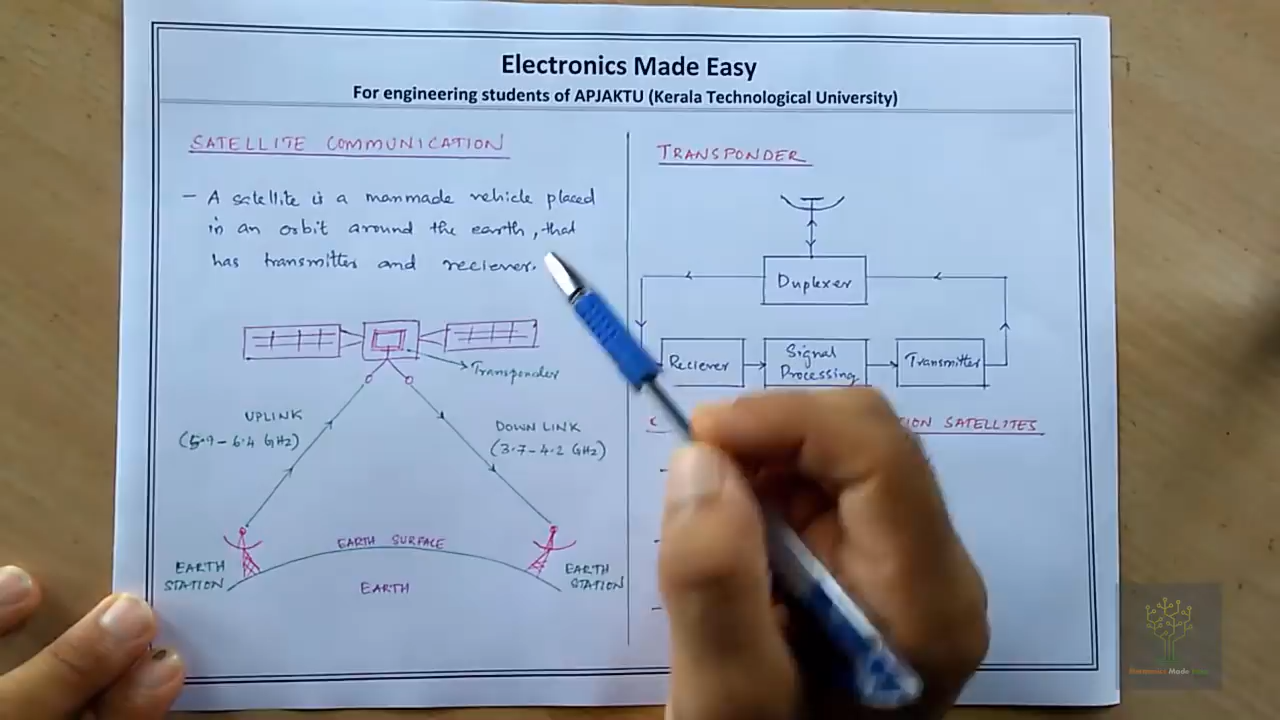 Electronics Made Easy
For engineering students of APJAKTU (Kerala Technological University)
SATELLITE COMMUNICATION
- A satellite is a manmade vehicle placed
in an orbit around the earth, that
has transmitter and reciever.
Transponder
UPLINK
(5.9 - 6.4 GHz)
DOWN LINK
(3.7 - 4.2 GHz)
EARTH SURFACE
EARTH
STATION
EARTH
EARTH
STATION
TRANSPONDER
Duplexer
Reciever
Signal
Processing
Transmitter
SATELLITES
Electronics Made Easy